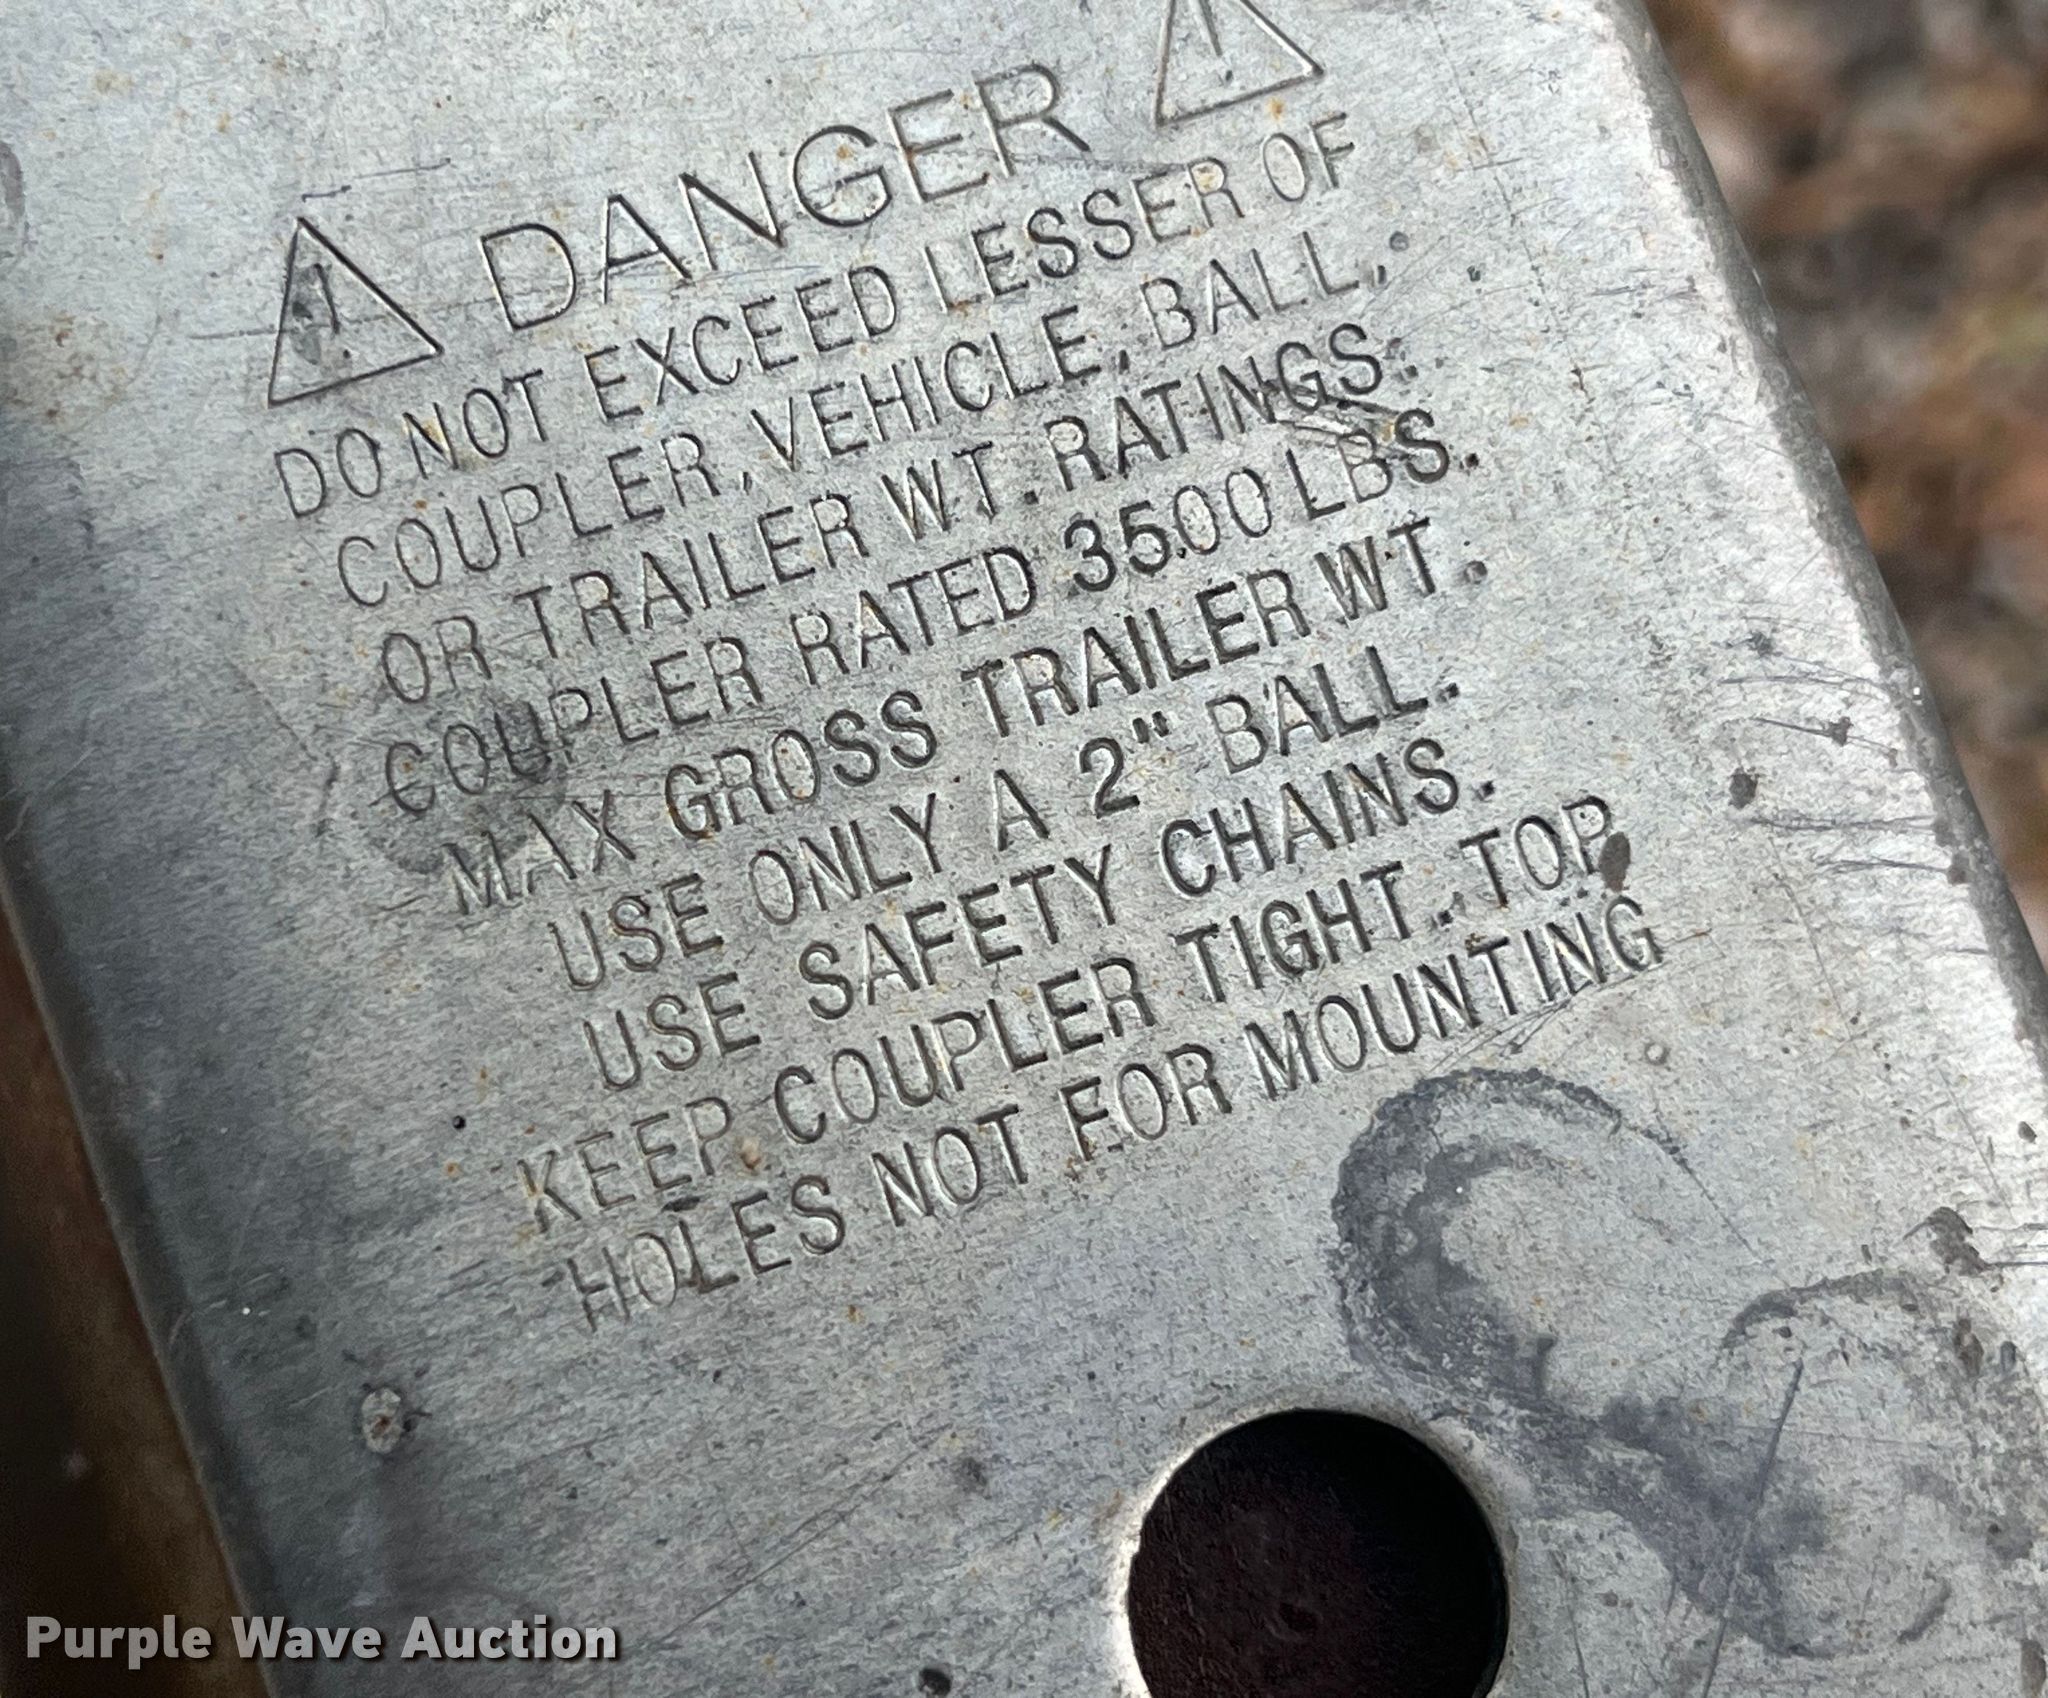 DANGER
DO NOT EXCEED LESSER OF
COUPLER, VEHICLE, BALL,
OR TRAILER WT. RATINGS.
COUPLER RATED 3500 LBS.
MAX GROSS TRAILER WT.
USE ONLY A 2" BALL.
USE SAFETY CHAINS.
KEEP COUPLER TIGHT. TOP
HOLES NOT FOR MOUNTING
Purple Wave Auction